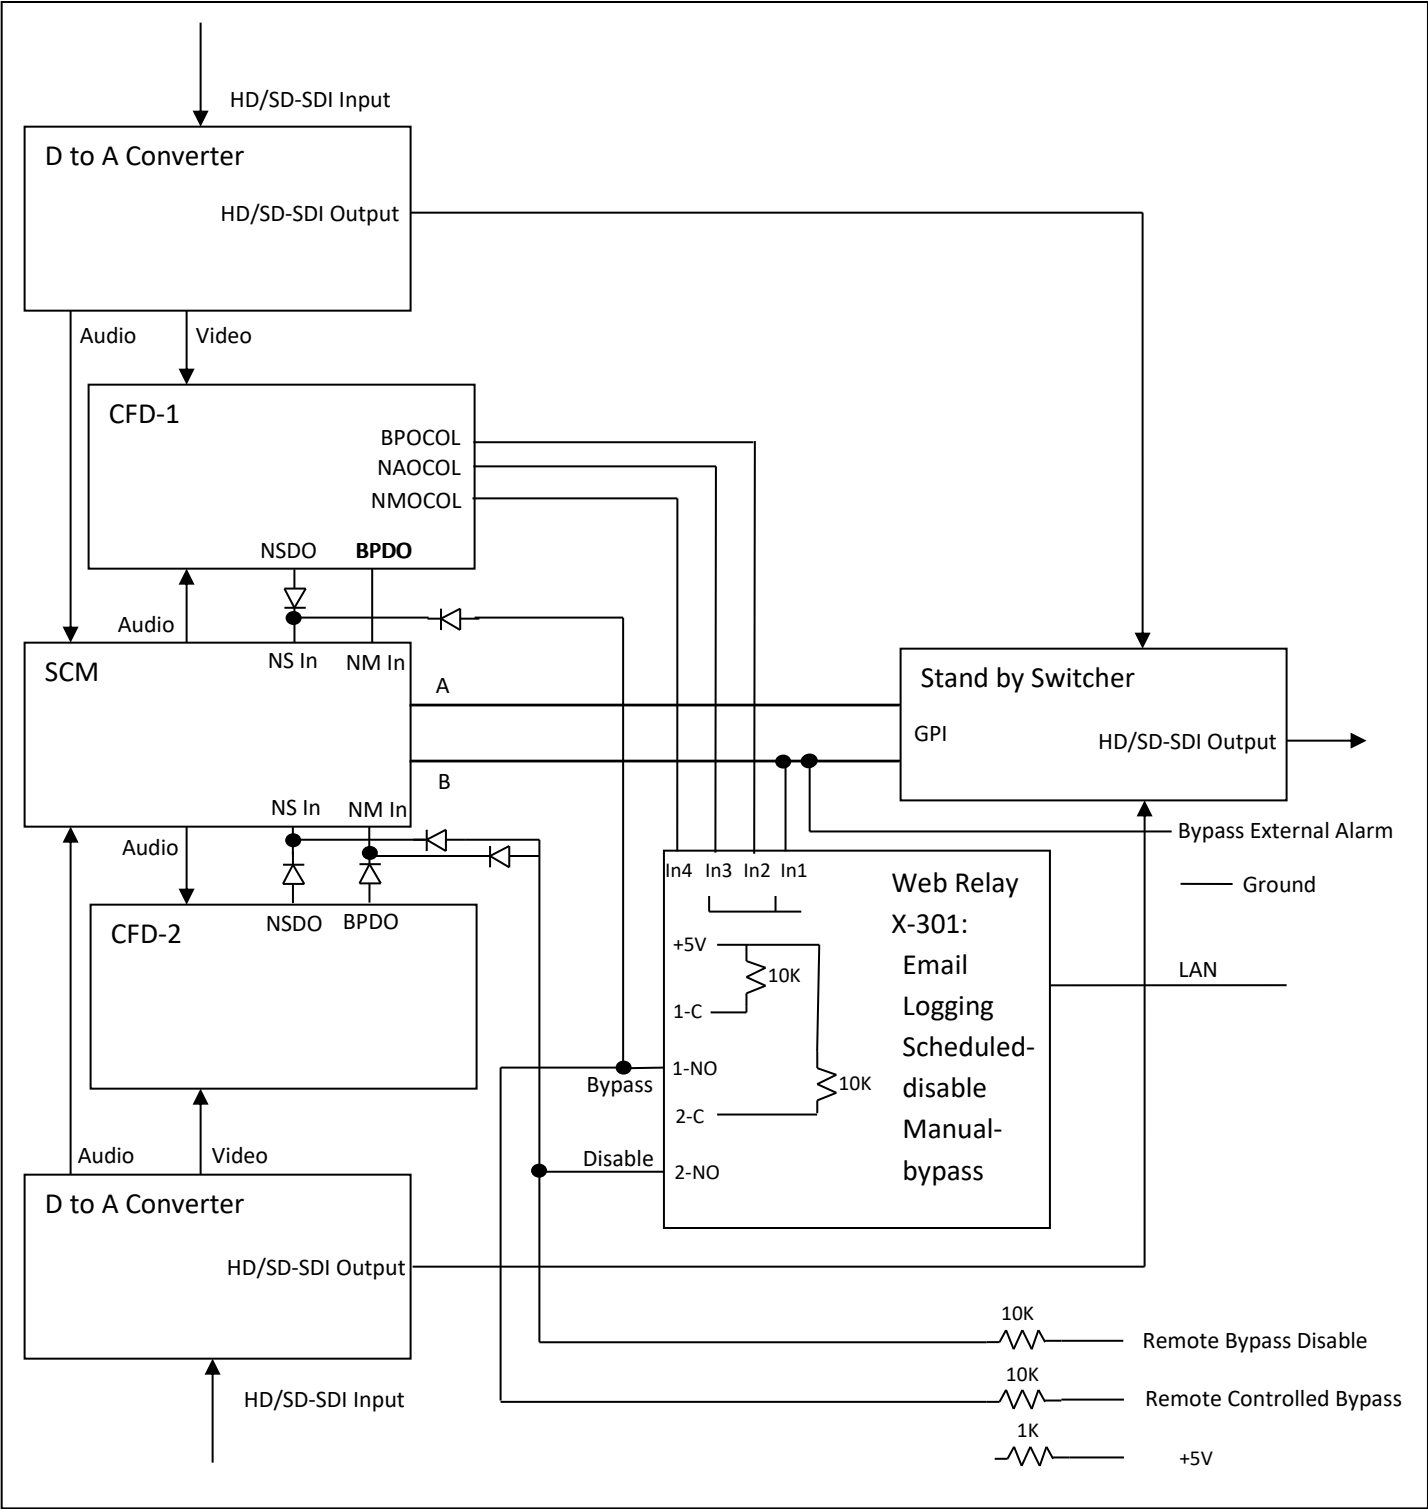 HD/SD-SDI Input
D to A Converter
HD/SD-SDI Output
Audio
Video
CFD-1
BPOCOL
NAOCOL
NMOCOL
NSDO
BPDO
Audio
SCM
NS In
NM In
A
Stand by Switcher
GPI
HD/SD-SDI Output
B
NS In
NM In
Audio
Bypass External Alarm
In4
In3
In2
In1
Web Relay
X-301:
Email
Logging
Scheduled-
disable
Manual-
bypass
Ground
CFD-2
NSDO
BPDO
+5V
10K
1-C
LAN
1-NO
Bypass
10K
2-C
Disable
2-NO
Audio
Video
D to A Converter
HD/SD-SDI Output
10K
Remote Bypass Disable
10K
HD/SD-SDI Input
Remote Controlled Bypass
1K
+5V